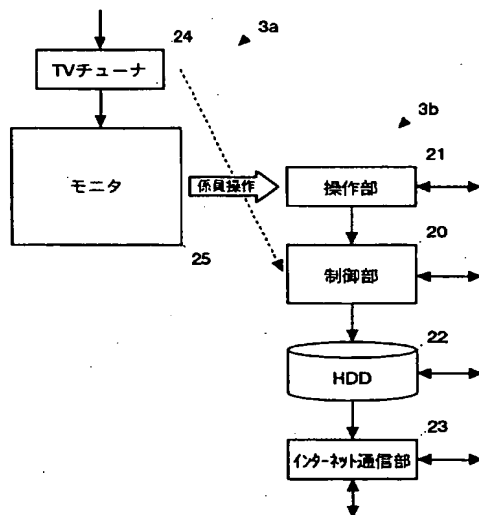 24
3a
TVチューナ
3b
モニタ
21
係員操作
操作部
20
25
制御部
22
HDD
23
インターネット通信部